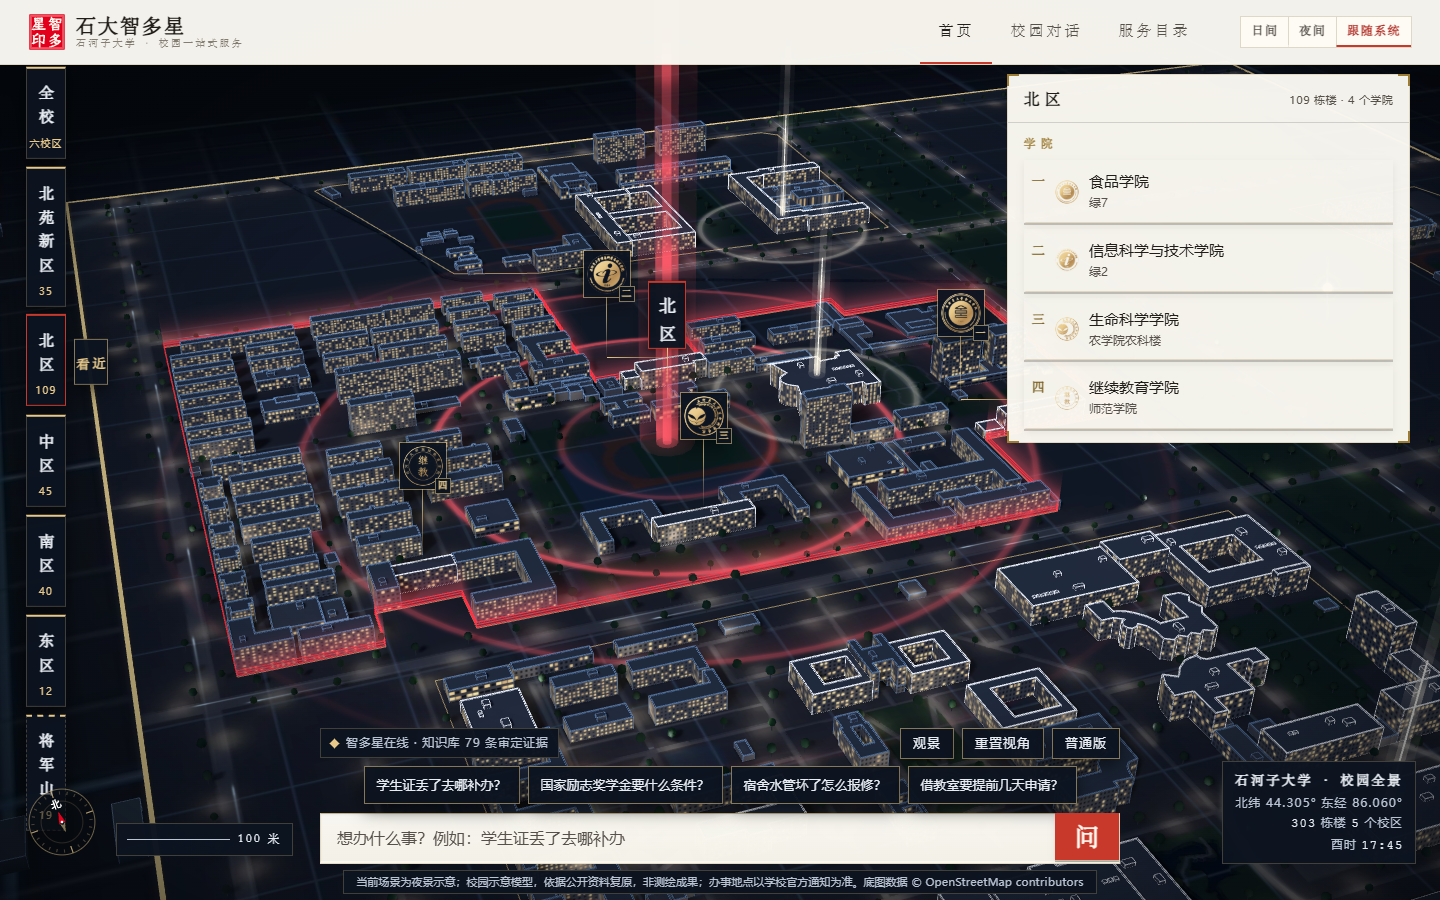 星智
印多
石大智多星
石河子大学 · 校园一站式服务
首页
校园对话
服务目录
日间
夜间
跟随系统
全校
六校区
北苑新区
35
北区
109
看近
中区
45
南区
40
东区
12
将军山
19
北
100 米
北区
109 栋楼 · 4 个学院
学院
一
食品学院
绿7
二
信息科学与技术学院
绿2
三
生命科学学院
农学院农科楼
四
继续教育学院
师范学院
北区
二
一
三
继教
四
智多星在线 · 知识库 79 条审定证据
观景
重置视角
普通版
学生证丢了去哪补办?
国家励志奖学金要什么条件?
宿舍水管坏了怎么报修?
借教室要提前几天申请?
想办什么事？例如：学生证丢了去哪补办
问
当前场景为夜景示意；校园示意模型，依据公开资料复原，非测绘成果；办事地点以学校官方通知为准。底图数据 © OpenStreetMap contributors
石河子大学 · 校园全景
北纬 44.305° 东经 86.060°
303 栋楼 5 个校区
酉时 17:45